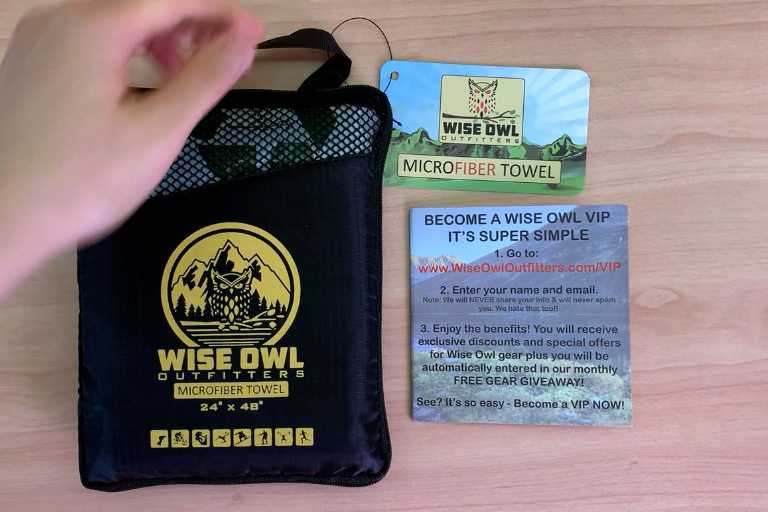 WISE OWL
OUTFITTERS
MICROFIBER TOWEL
24" x 48"
WISE OWL
OUTFITTERS
MICROFIBER TOWEL
BECOME A WISE OWL VIP
IT'S SUPER SIMPLE
1. Go to:
www.WiseOwlOutfitters.com/VIP
2. Enter your name and email.
Note: We will NEVER share your info & will never spam
you. We hate that too!!
3. Enjoy the benefits! You will receive
exclusive discounts and special offers
for Wise Owl gear plus you will be
automatically entered in our monthly
FREE GEAR GIVEAWAY!
See? It's so easy - Become a VIP NOW!